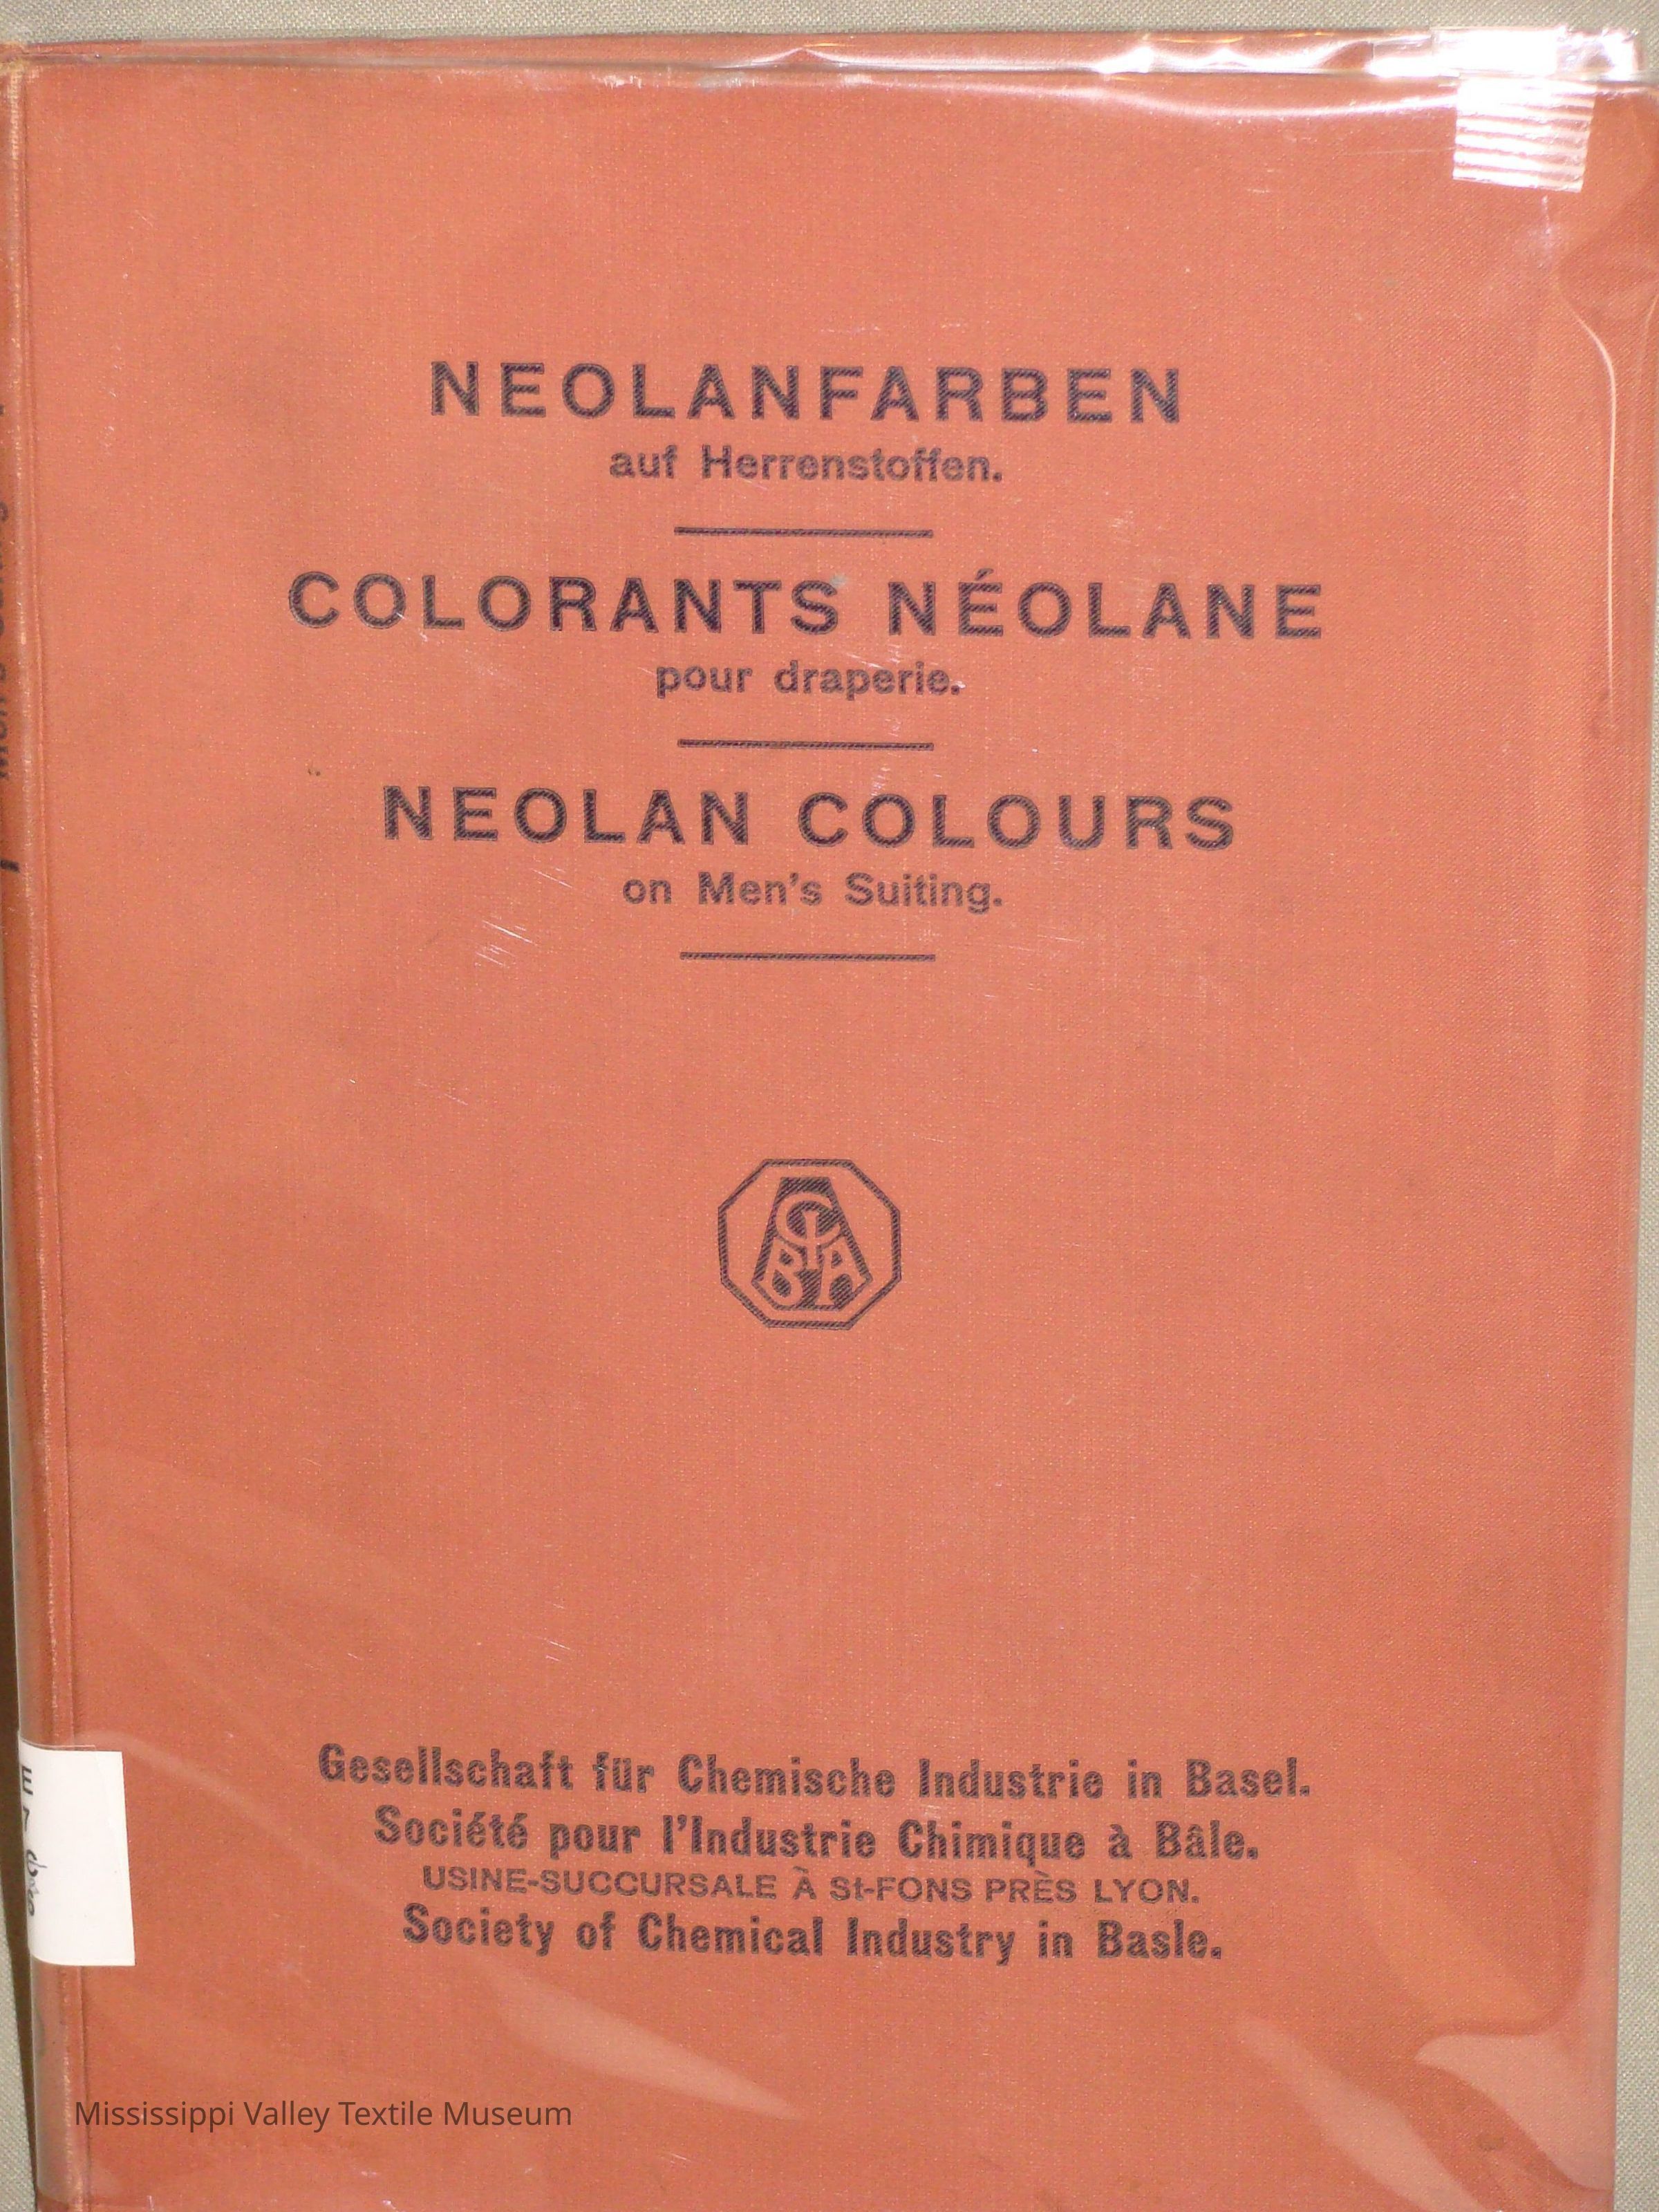 NEOLANFARBEN
auf Herrenstoffen.
COLORANTS NÉOLANE
pour draperie.
NEOLAN COLOURS
on Men's Suiting.
CIBA
Gesellschaft für Chemische Industrie in Basel.
Société pour l'Industrie Chimique à Bâle.
USINE-SUCCURSALE À St-FONS PRÈS LYON.
Society of Chemical Industry in Basle.
Mississippi Valley Textile Museum